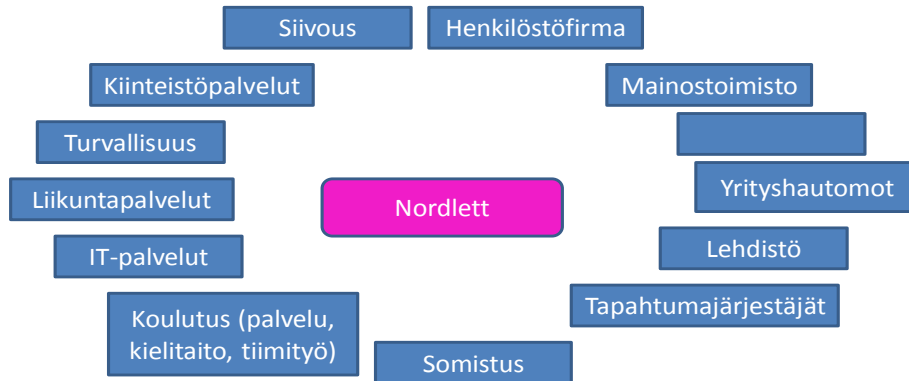 Siivous
Henkilöstöfirma
Kiinteistöpalvelut
Mainostoimisto
Turvallisuus
Liikuntapalvelut
Nordlett
Yrityshautomot
IT-palvelut
Lehdistö
Koulutus (palvelu,
kielitaito, tiimityö)
Tapahtumajärjestäjät
Somistus